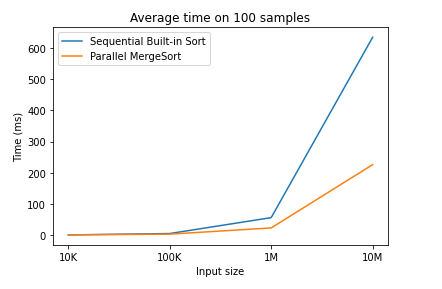 Average time on 100 samples
Sequential Built-in Sort
Parallel MergeSort
600
500
400
300
200
100
0
Time (ms)
10K 100K 1M 10M
Input size